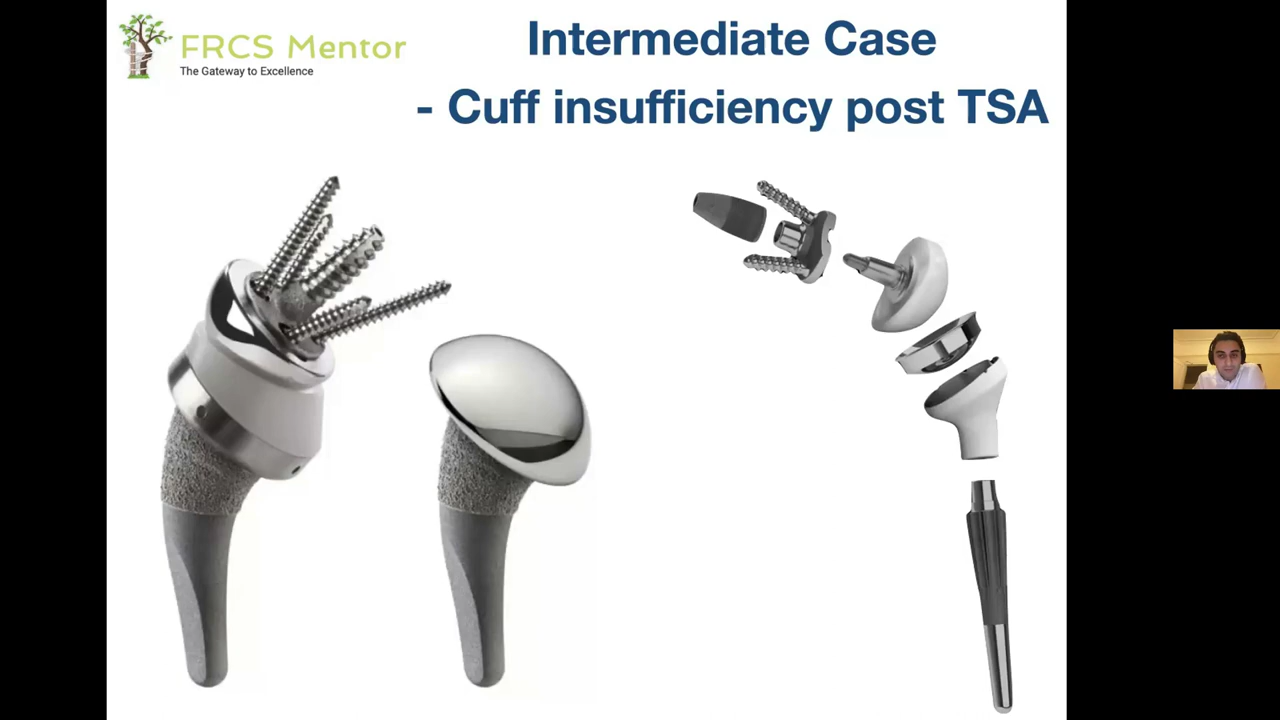 FRCS Mentor
The Gateway to Excellence
Intermediate Case
- Cuff insufficiency post TSA